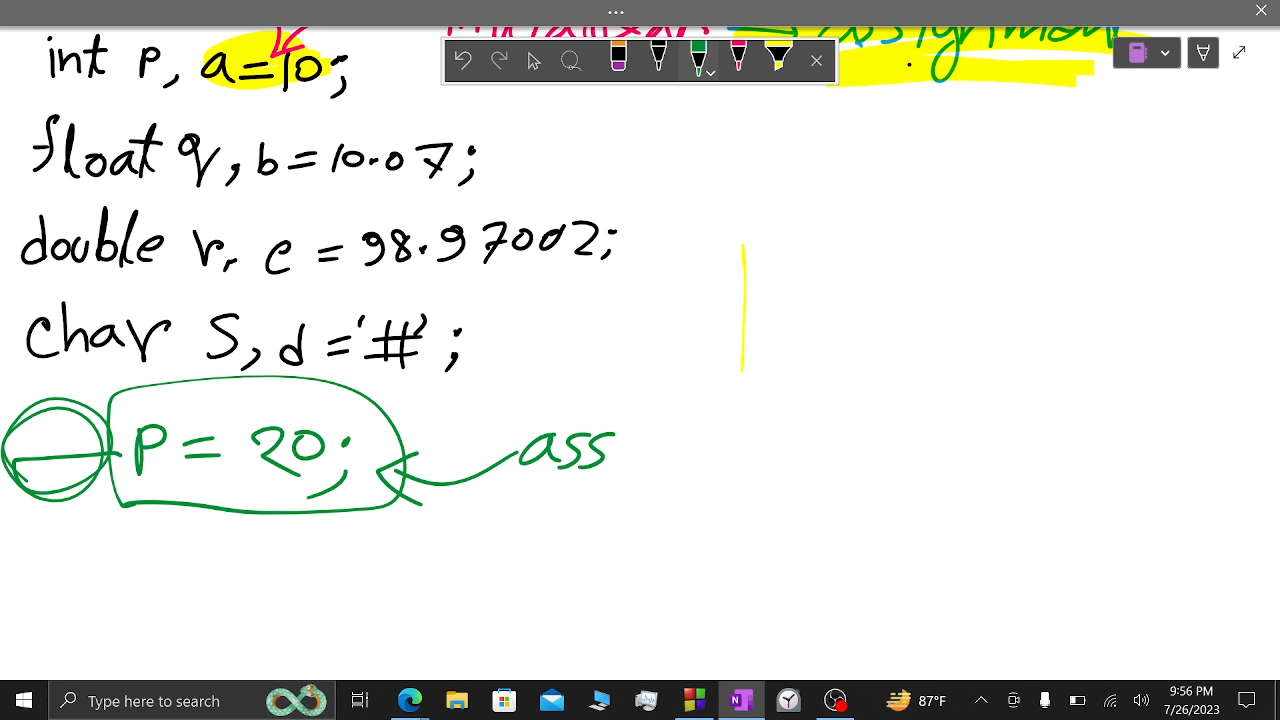 int p, a=10;
float q, b=10.07;
double r, c = 98.97002;
char S, d = '#';
P = 20; ass
Type here to search
87°F
9:56 PM
7/26/2023